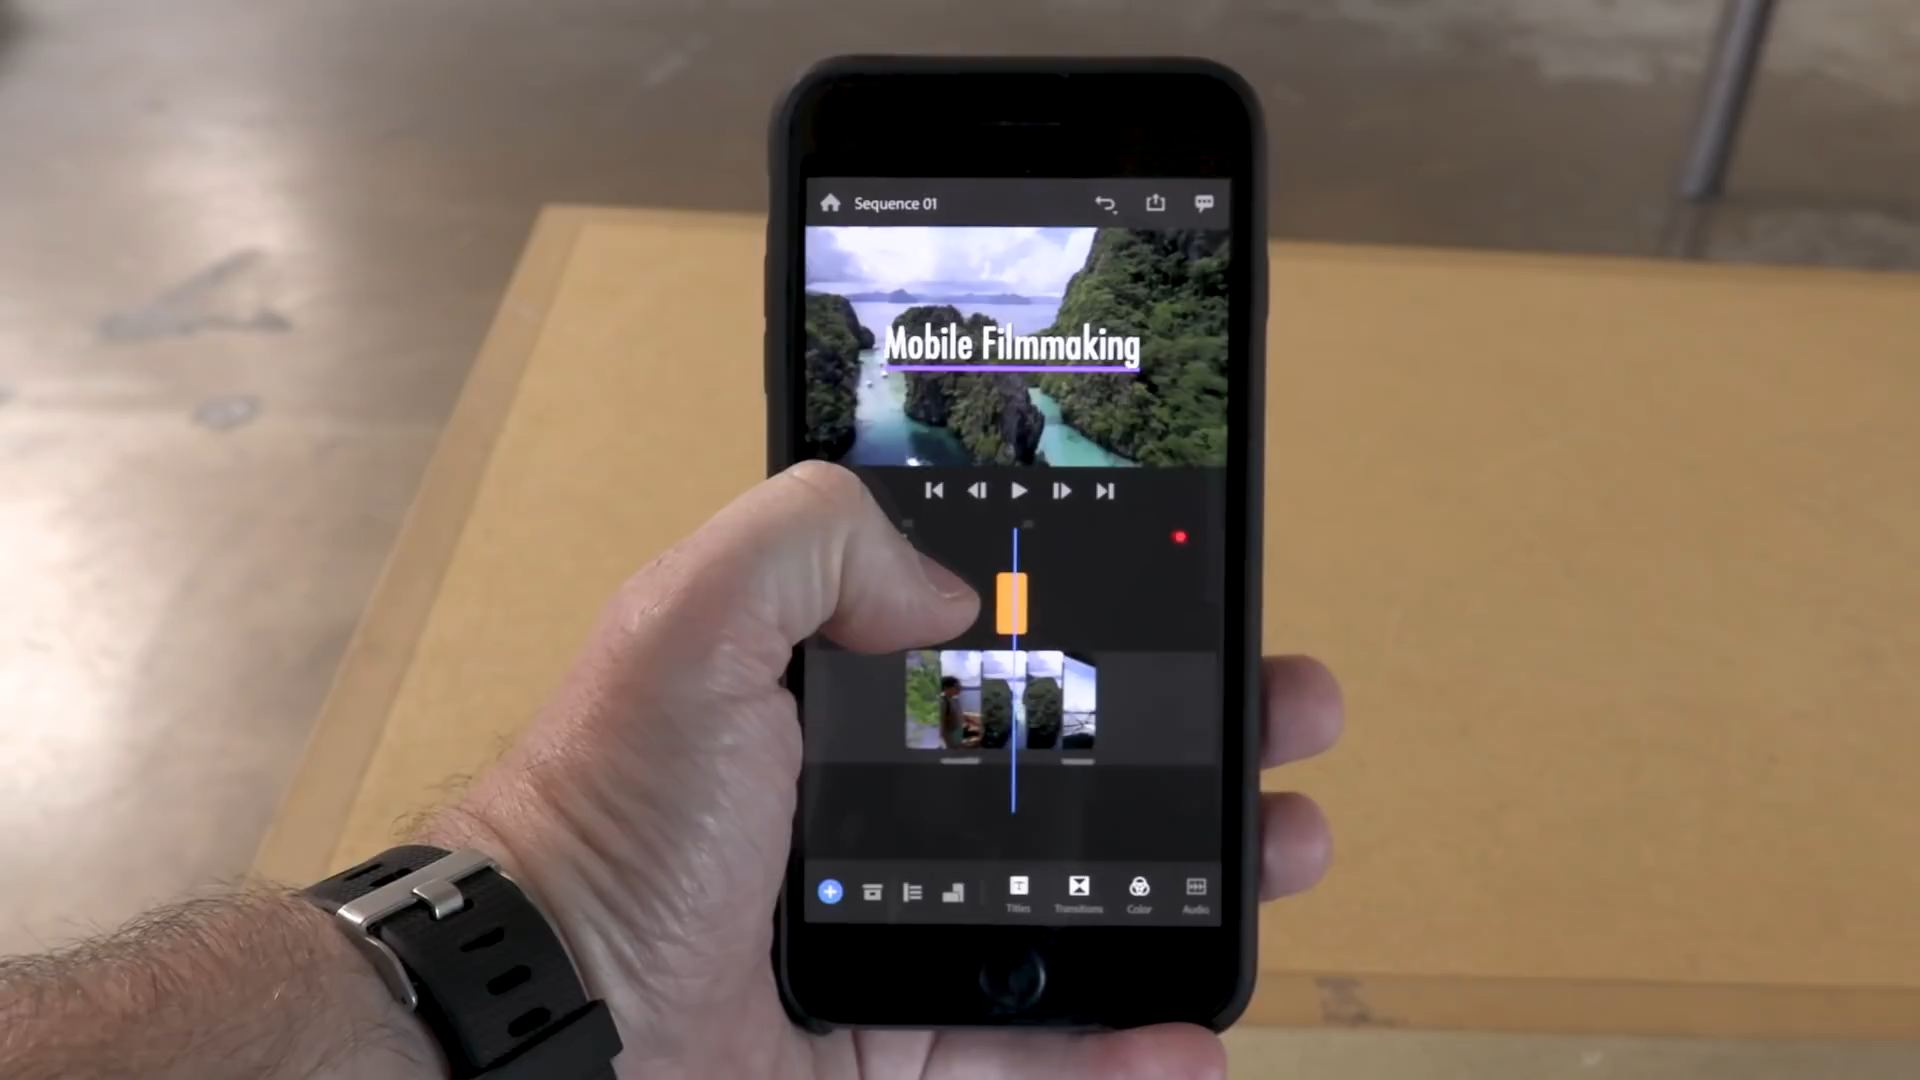 Sequence 01
Mobile Filmmaking
Titles
Transitions
Color
Audio